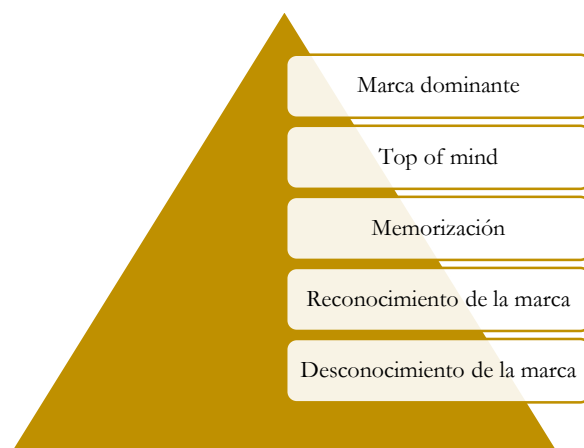 Marca dominante
Top of mind
Memorización
Reconocimiento de la marca
Desconocimiento de la marca